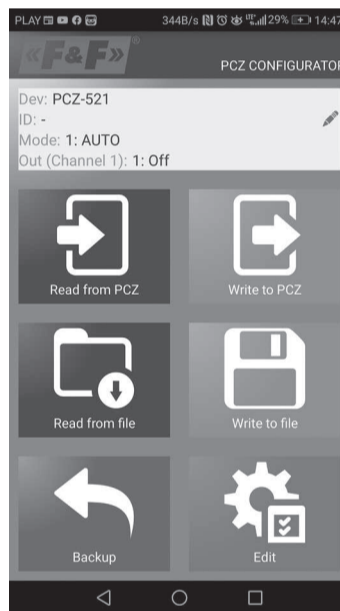 PLAY 344B/s 29% 14:47
«F&F»®
PCZ CONFIGURATOR
Dev: PCZ-521
ID: -
Mode: 1: AUTO
Out (Channel 1): 1: Off
Read from PCZ Write to PCZ
Read from file Write to file
Backup Edit